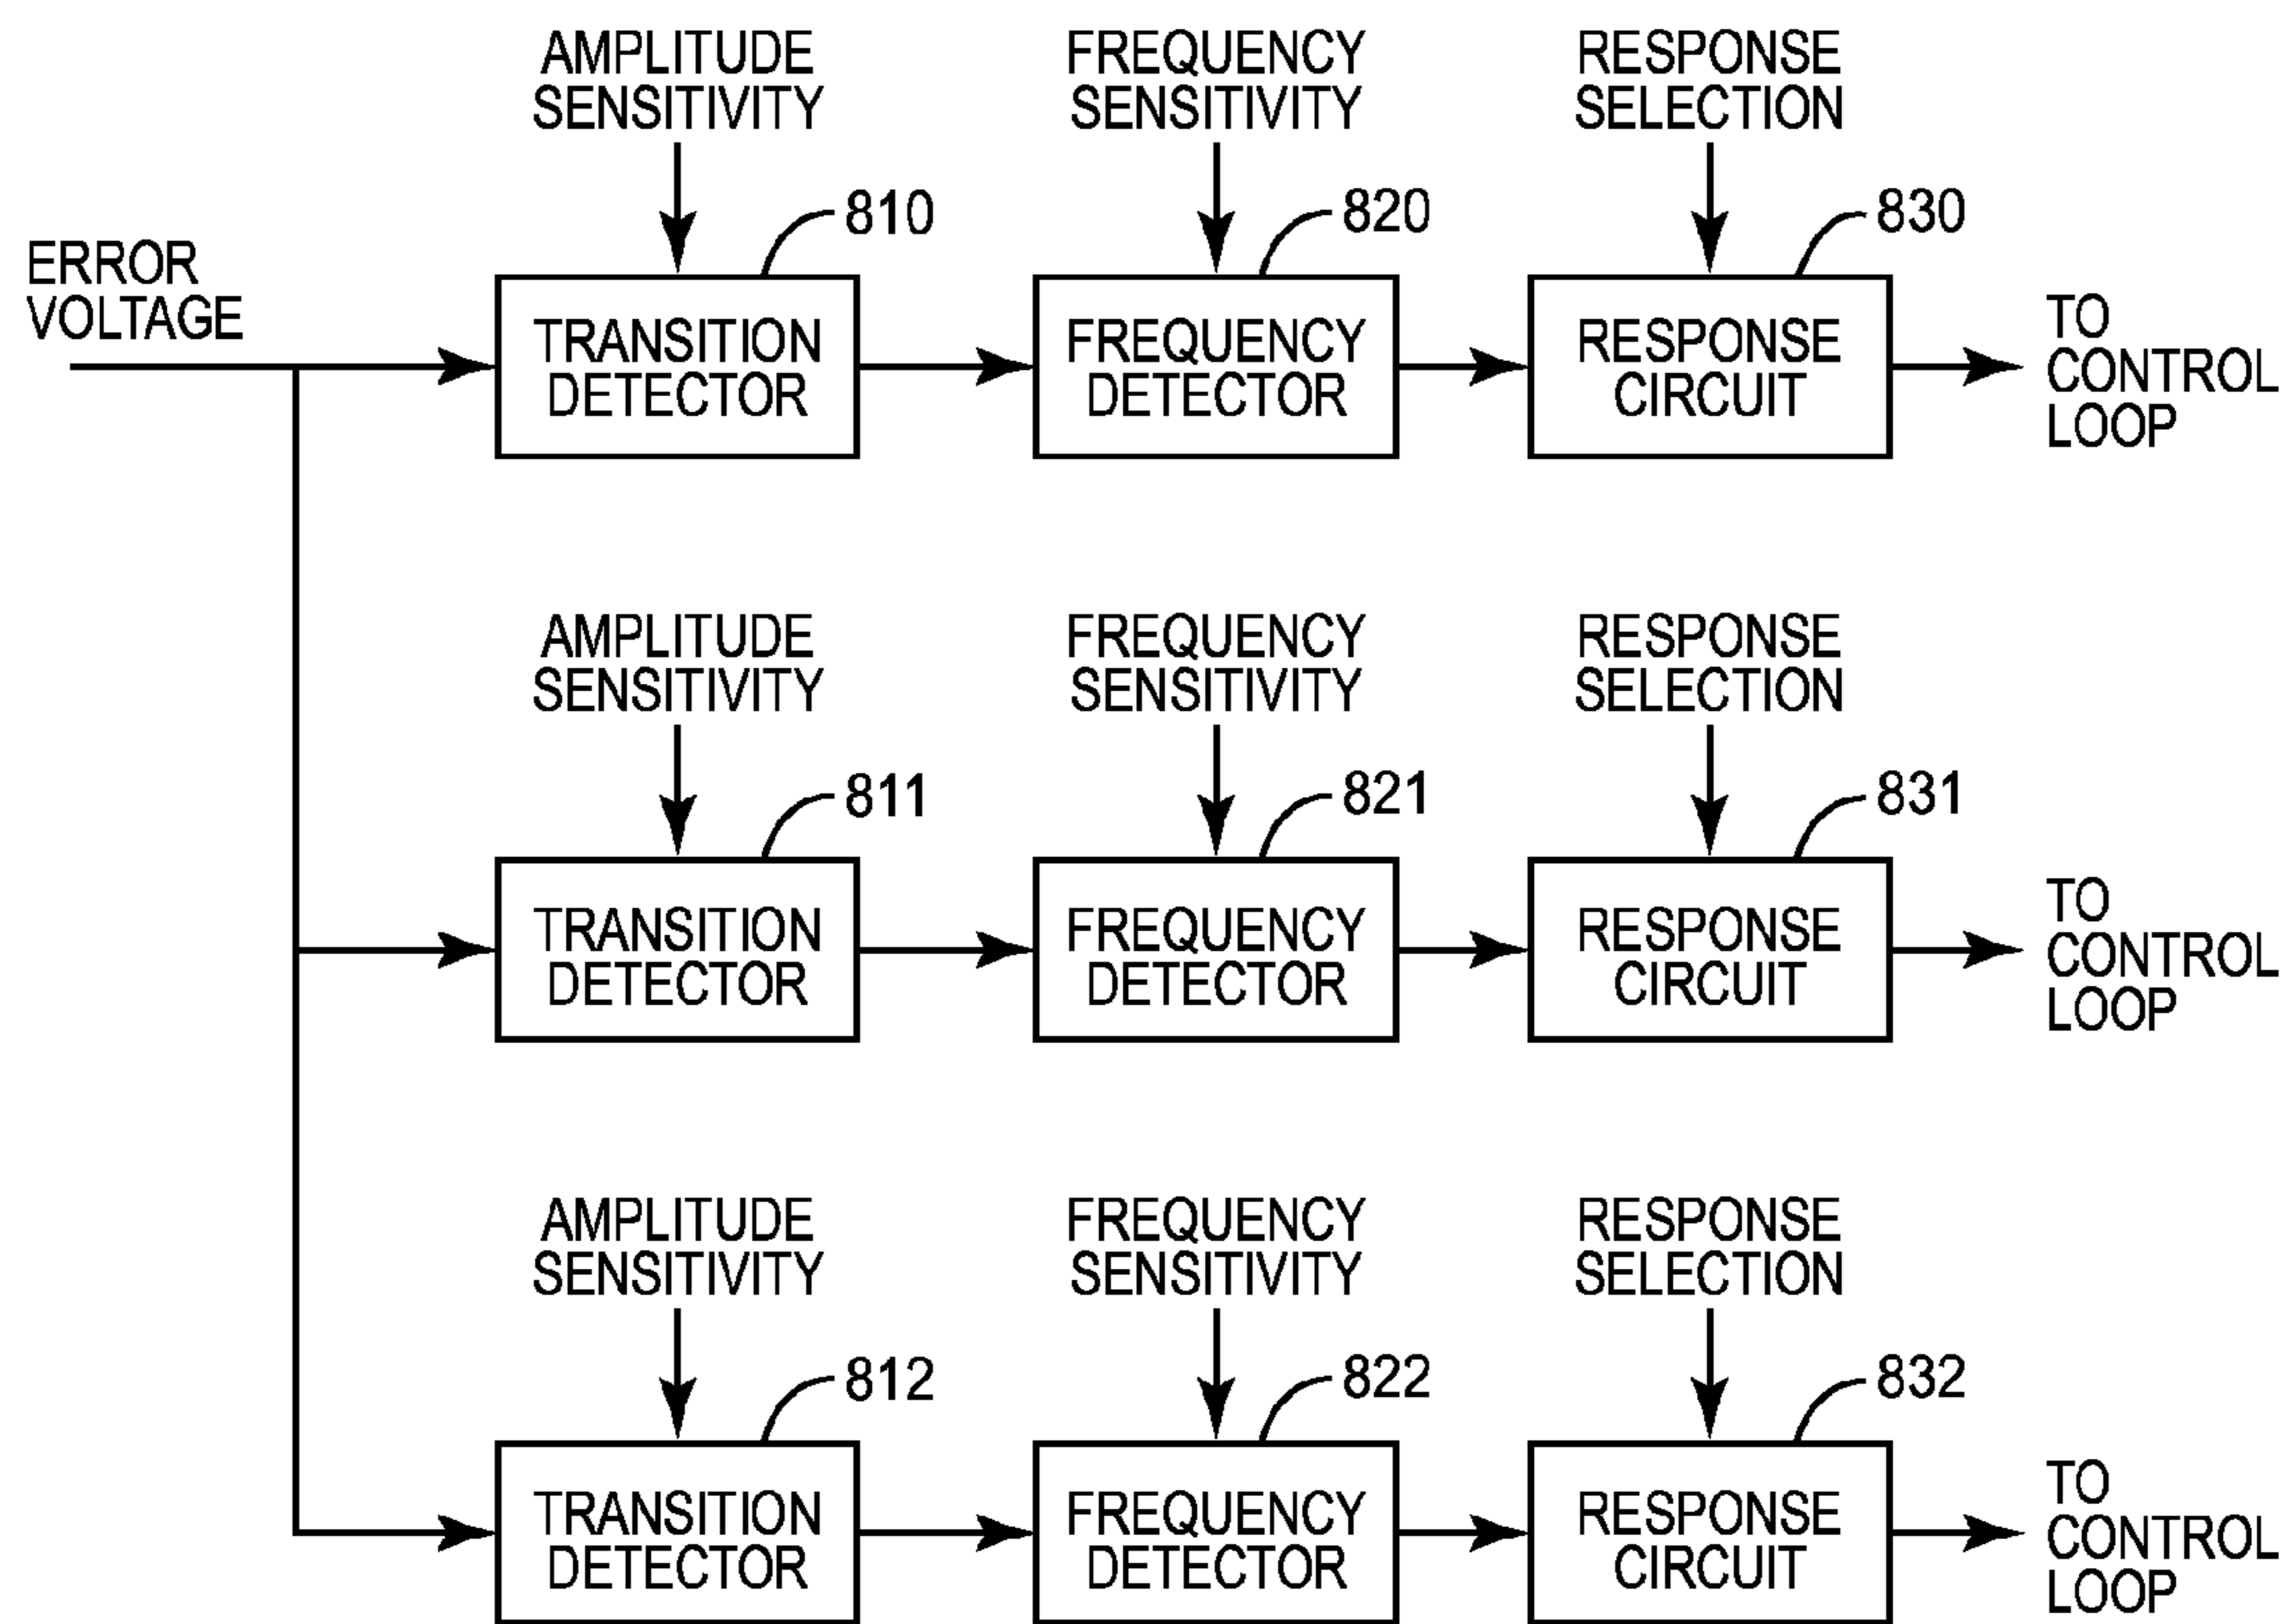 AMPLITUDE
SENSITIVITY
FREQUENCY
SENSITIVITY
RESPONSE
SELECTION
810
820
830
ERROR
VOLTAGE
TRANSITION
DETECTOR
FREQUENCY
DETECTOR
RESPONSE
CIRCUIT
TO
CONTROL
LOOP
AMPLITUDE
SENSITIVITY
FREQUENCY
SENSITIVITY
RESPONSE
SELECTION
811
821
831
TRANSITION
DETECTOR
FREQUENCY
DETECTOR
RESPONSE
CIRCUIT
TO
CONTROL
LOOP
AMPLITUDE
SENSITIVITY
FREQUENCY
SENSITIVITY
RESPONSE
SELECTION
812
822
832
TRANSITION
DETECTOR
FREQUENCY
DETECTOR
RESPONSE
CIRCUIT
TO
CONTROL
LOOP